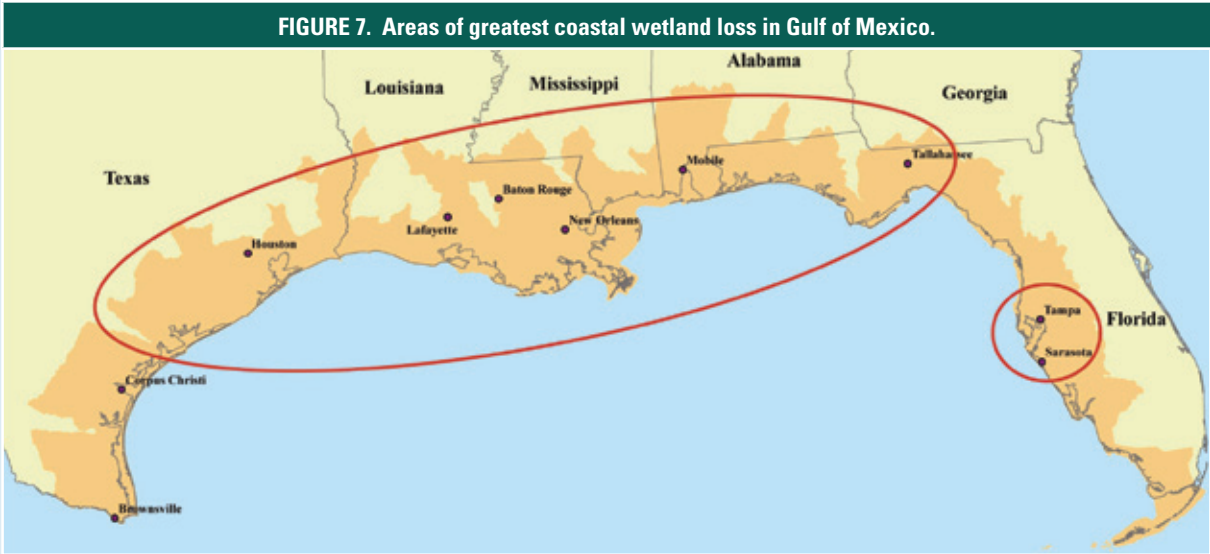 FIGURE 7. Areas of greatest coastal wetland loss in Gulf of Mexico.
Alabama
Mississippi
Louisiana
Georgia
Texas
Tallahassee
Mobile
Baton Rouge
New Orleans
Lafayette
Houston
Tampa
Florida
Sarasota
Corpus Christi
Brownsville